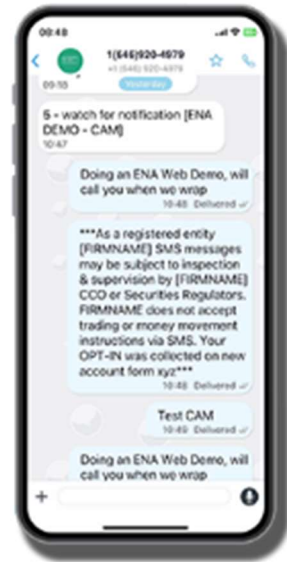 09:48
1(646)920-4979
+1 (646) 920-4979
09:55
Yesterday
5 - watch for notification [ENA
DEMO - CAM]
10:47
Doing an ENA Web Demo, will
call you when we wrap
10:48 Delivered
***As a registered entity
[FIRMNAME] SMS messages
may be subject to inspection
& supervision by [FIRMNAME]
CCO or Securities Regulators.
FIRMNAME does not accept
trading or money movement
instructions via SMS. Your
OPT-IN was collected on new
account form xyz***
10:48 Delivered
Test CAM
10:49 Delivered
Doing an ENA Web Demo, will
call you when we wrap